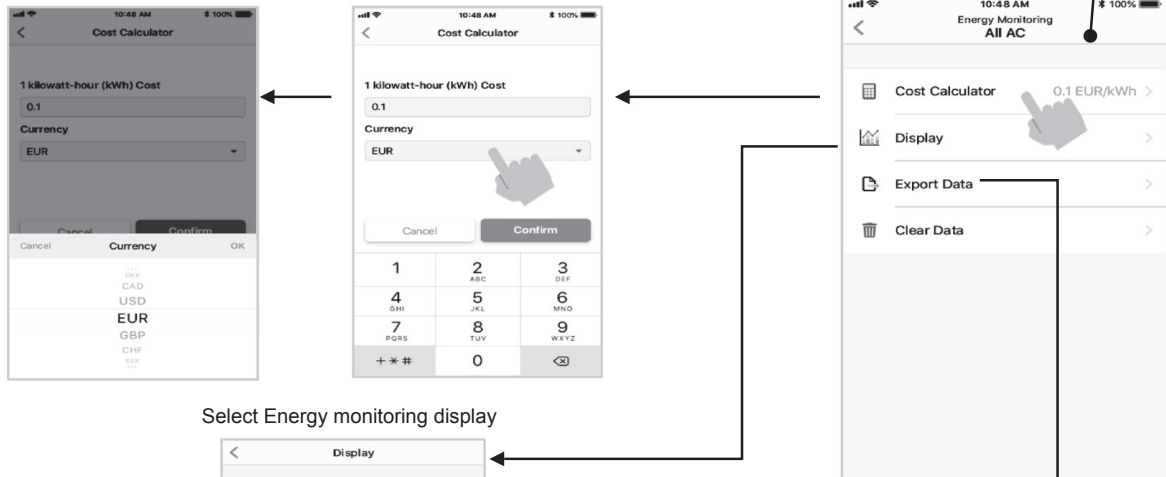 10:48 AM
100%
Cost Calculator
1 kilowatt-hour (kWh) Cost
0.1
Currency
EUR
Cancel
Confirm
Cancel
Currency
OK
DKK
CAD
USD
EUR
GBP
CHF
SEK
10:48 AM
100%
Cost Calculator
1 kilowatt-hour (kWh) Cost
0.1
Currency
EUR
Cancel
Confirm
1
2
ABC
3
DEF
4
GHI
5
JKL
6
MNO
7
PQRS
8
TUV
9
WXYZ
+*#
0
10:48 AM
100%
Energy Monitoring
All AC
Cost Calculator 0.1 EUR/kWh >
Display >
Export Data >
Clear Data >
Select Energy monitoring display
Display